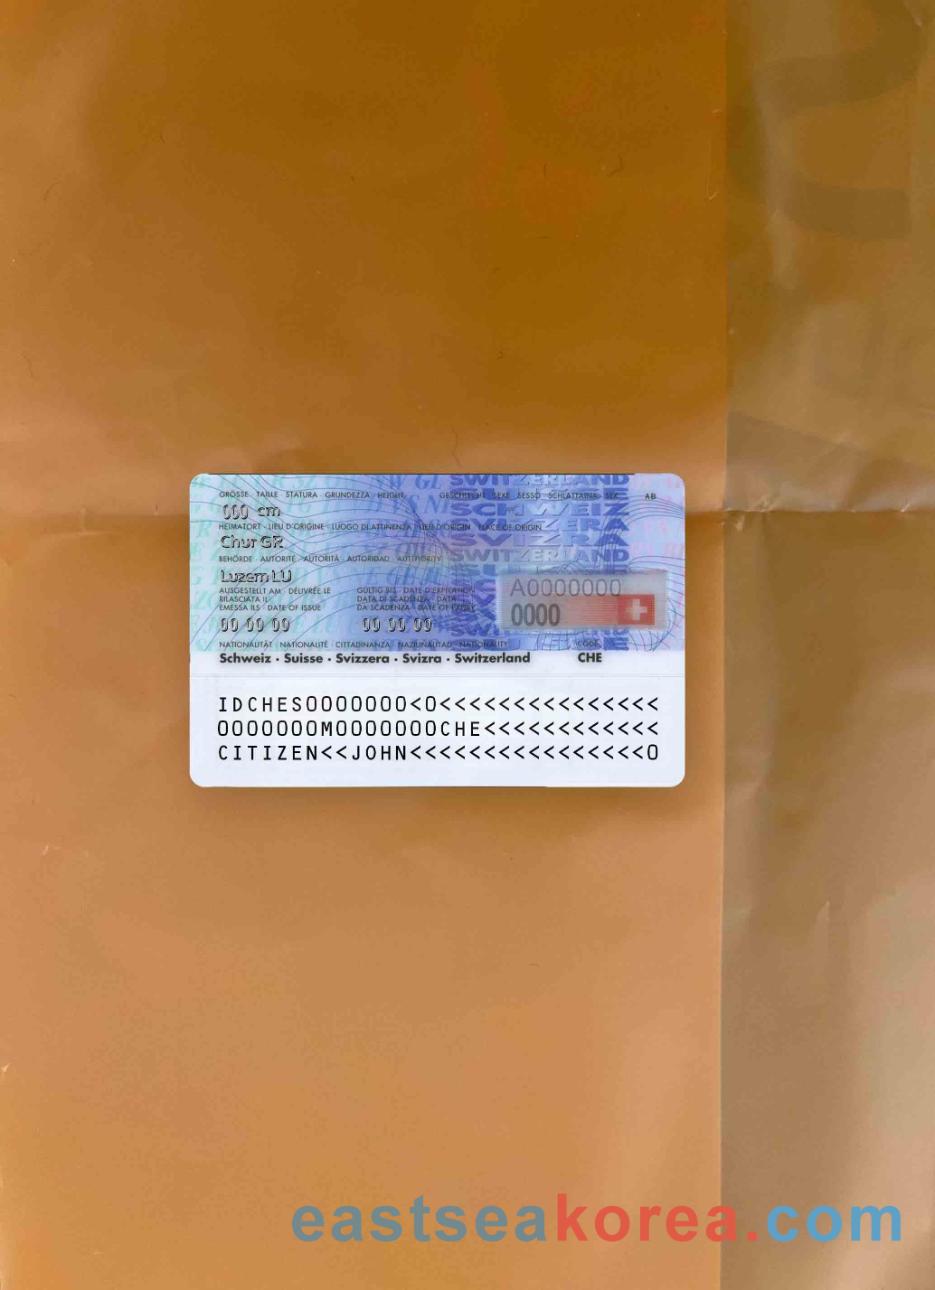 GRÖSSE · TAILLE · STATURA · GRONDEZZA · HEIGHT GESCHLECHT · SEXE · SESSO · SCHLATTAINA · SEX AB
000 cm
HEIMATORT · LIEU D'ORIGINE · LUOGO DI ATTINENZA PLACE OF ORIGIN
Chur GR
BEHÖRDE · AUTORITÉ · AUTORITÀ · AUTORIDAD · AUTHORITY
Luzern LU
AUSGESTELLT AM · DÉLIVRÉE LE GÜLTIG BIS · DATE D'EXPIRATION
RILASCIATA IL DATA DI SCADENZA · DATA
EMESSA ILS · DATE OF ISSUE DA SCADENZA · DATE OF EXPIRY
00 00 00 00 00 00
A0000000
0000
NATIONALITÄT · NATIONALITÉ · CITTADINANZA · NAZIUNALITAD · NATIONALITY CODE
Schweiz · Suisse · Svizzera · Svizra · Switzerland CHE
SWITZERLAND
SCHWEIZ
SVIZZERA
SWITZERLAND
IDCHES0000000<0<<<<<<<<<<<<<<<
0000000M0000000CHE<<<<<<<<<<<<
CITIZEN<<JOHN<<<<<<<<<<<<<<<<0
eastseakorea.com